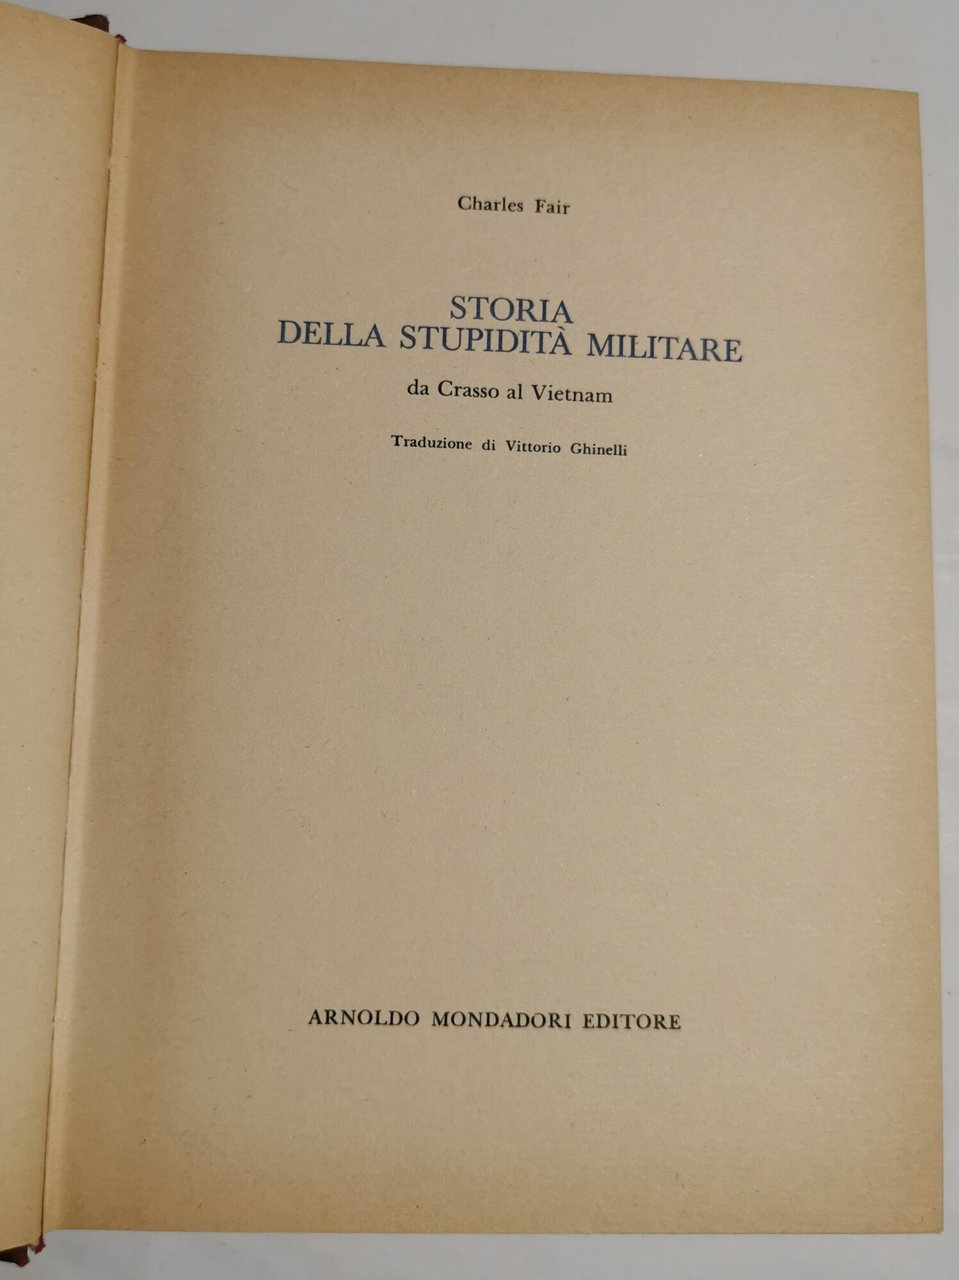 Charles Fair
STORIA
DELLA STUPIDITÀ MILITARE
da Crasso al Vietnam
Traduzione di Vittorio Ghinelli
ARNOLDO MONDADORI EDITORE